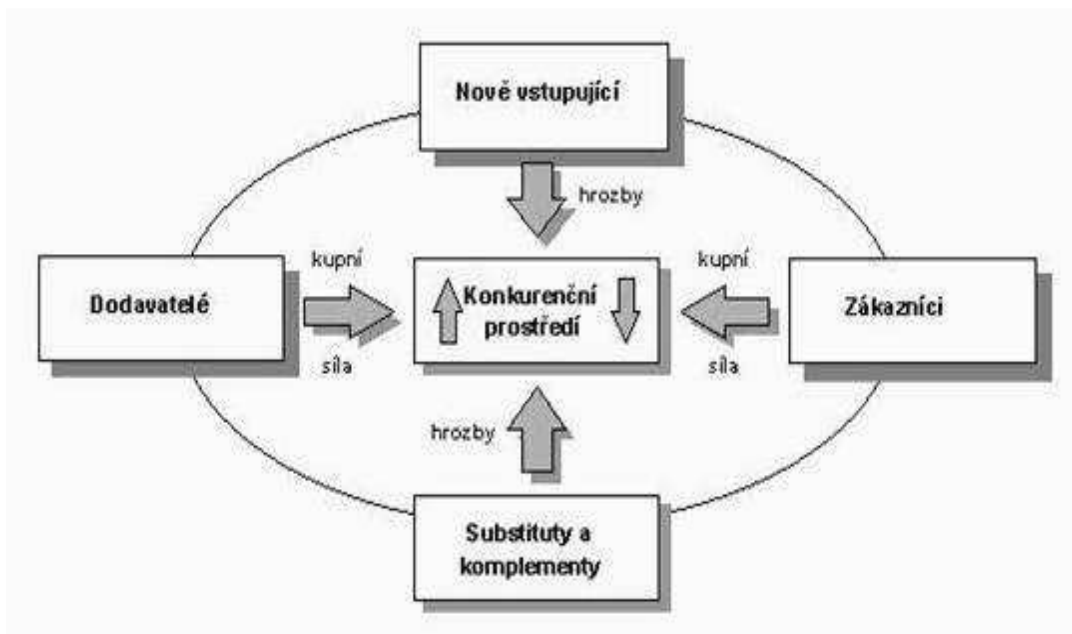 Nově vstupující
hrozby
kupní
síla
Dodavatelé
Konkurenční
prostředí
kupní
síla
Zákazníci
hrozby
Substituty a
komplementy